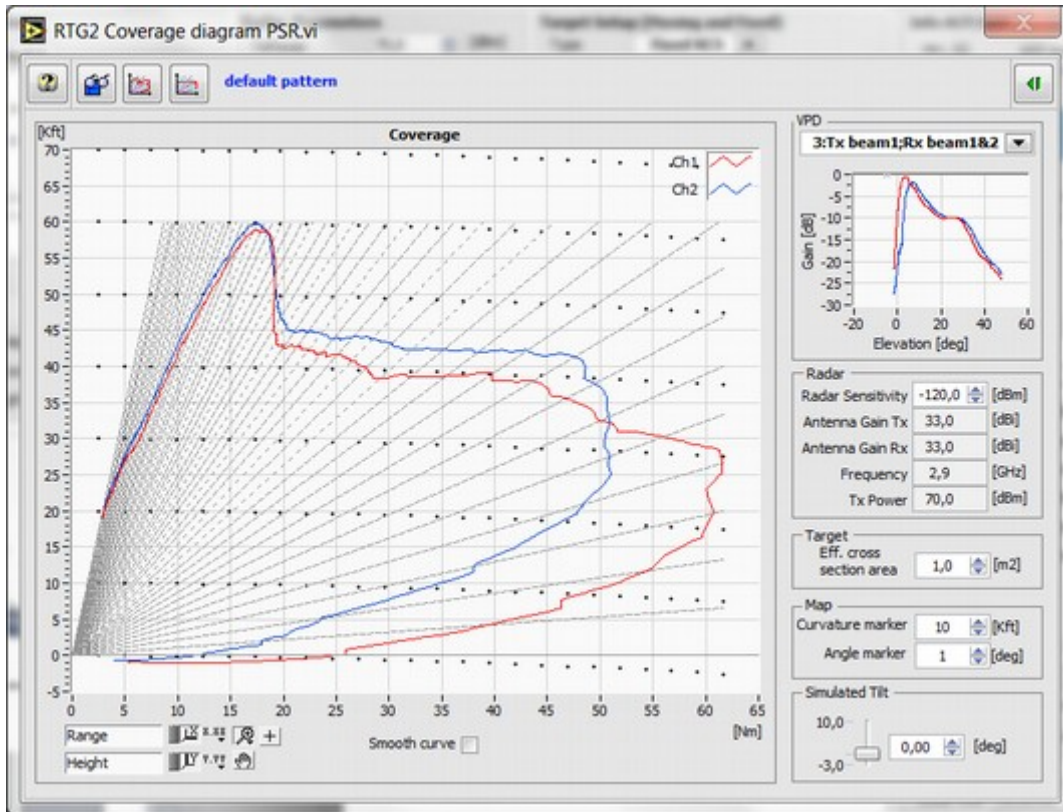 RTG2 Coverage diagram PSR.vi
default pattern
[Kft]
Coverage
70
65
60
55
50
45
40
35
30
25
20
15
10
5
0
-5
Ch1
Ch2
0 5 10 15 20 25 30 35 40 45 50 55 60 65
[Nm]
Range
Height
Smooth curve
VPD
3:Tx beam1;Rx beam1&2
Gain [dB]
0
-5
-10
-15
-20
-25
-30
-20 0 20 40 60
Elevation [deg]
Radar
Radar Sensitivity -120,0 [dBm]
Antenna Gain Tx 33,0 [dBi]
Antenna Gain Rx 33,0 [dBi]
Frequency 2,9 [GHz]
Tx Power 70,0 [dBm]
Target
Eff. cross
section area 1,0 [m2]
Map
Curvature marker 10 [Kft]
Angle marker 1 [deg]
Simulated Tilt
10,0
-3,0
0,00 [deg]